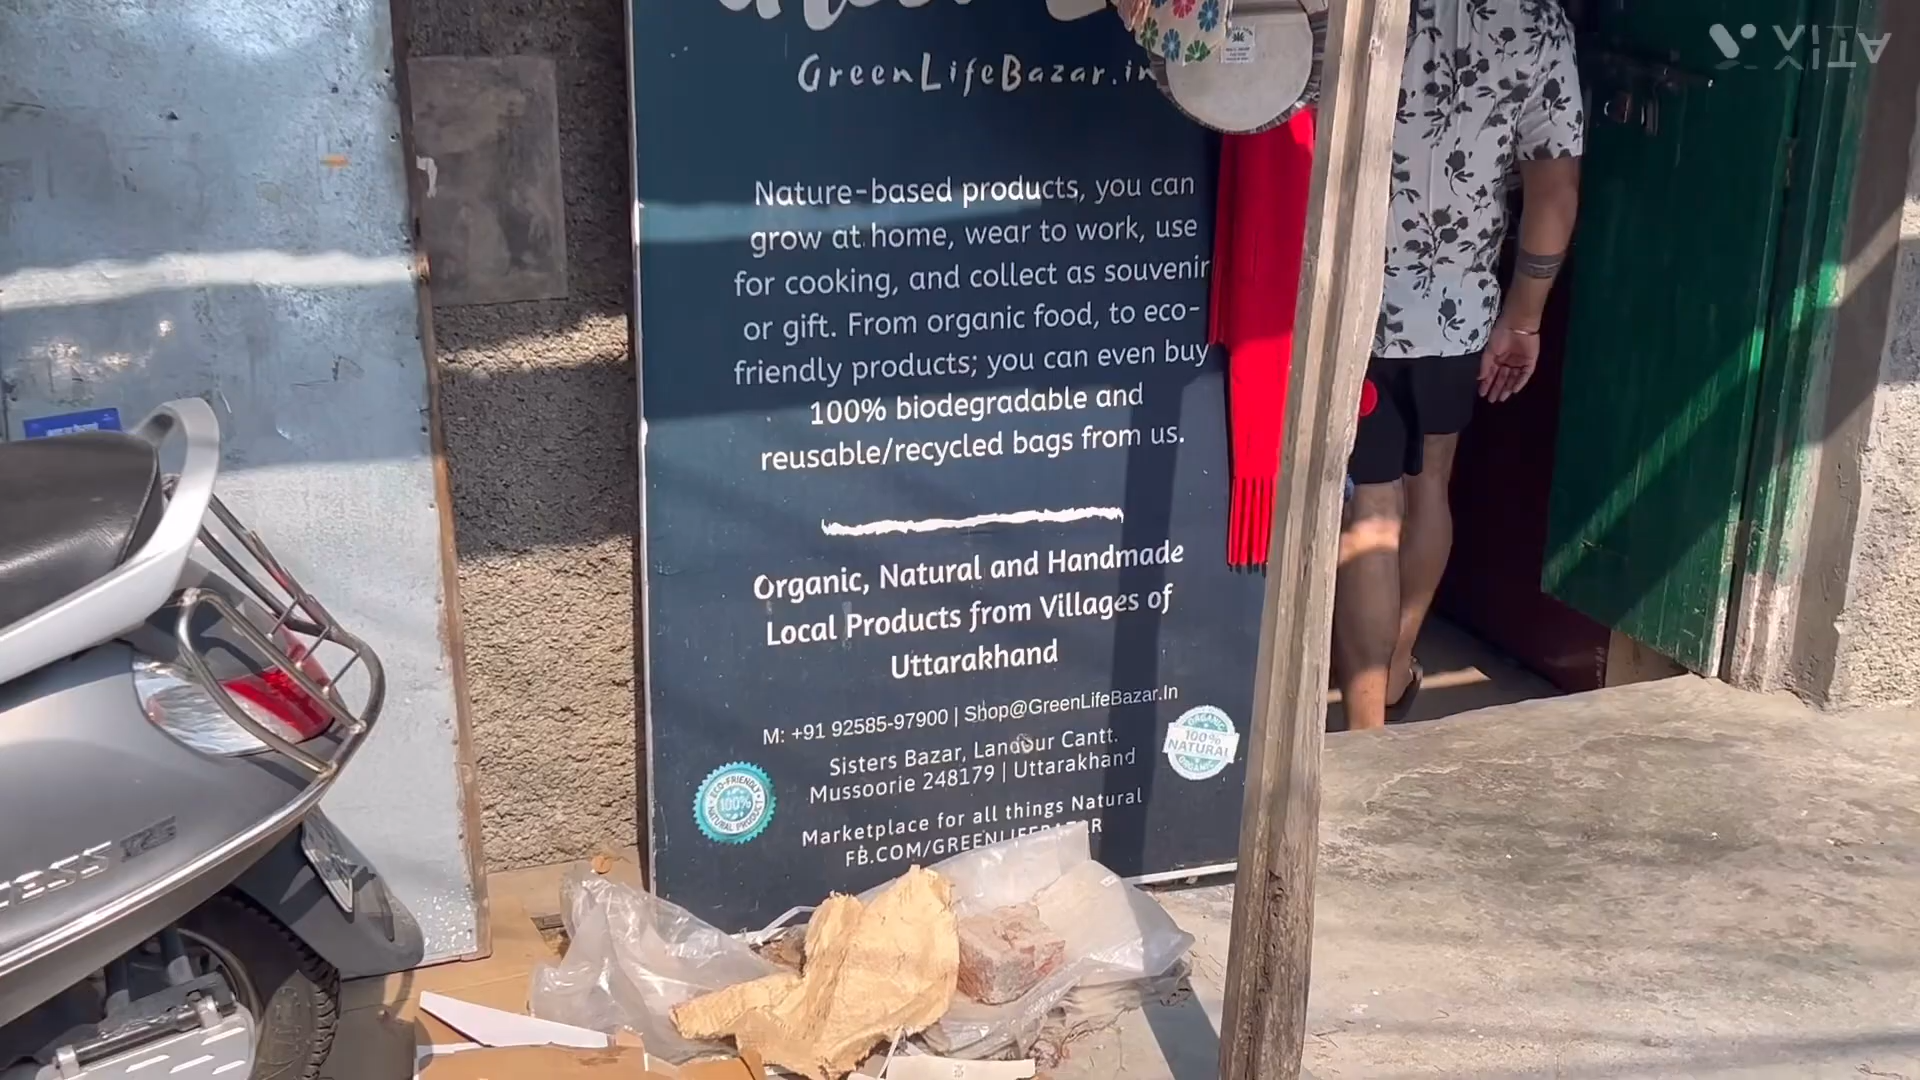 GreenLifeBazar.in
Nature-based products, you can
grow at home, wear to work, use
for cooking, and collect as souvenir
or gift. From organic food, to eco-
friendly products; you can even buy
100% biodegradable and
reusable/recycled bags from us.
Organic, Natural and Handmade
Local Products from Villages of
Uttarakhand
M: +91 92585-97900 | Shop@GreenLifeBazar.In
Sisters Bazar, Landour Cantt.
Mussoorie 248179 | Uttarakhand
Marketplace for all things Natural
FB.COM/GREENLIFEBAZAR
ECO-FRIENDLY
100%
NATURAL PRODUCT
ORGANIC
100%
NATURAL
ORGANIC
VITA